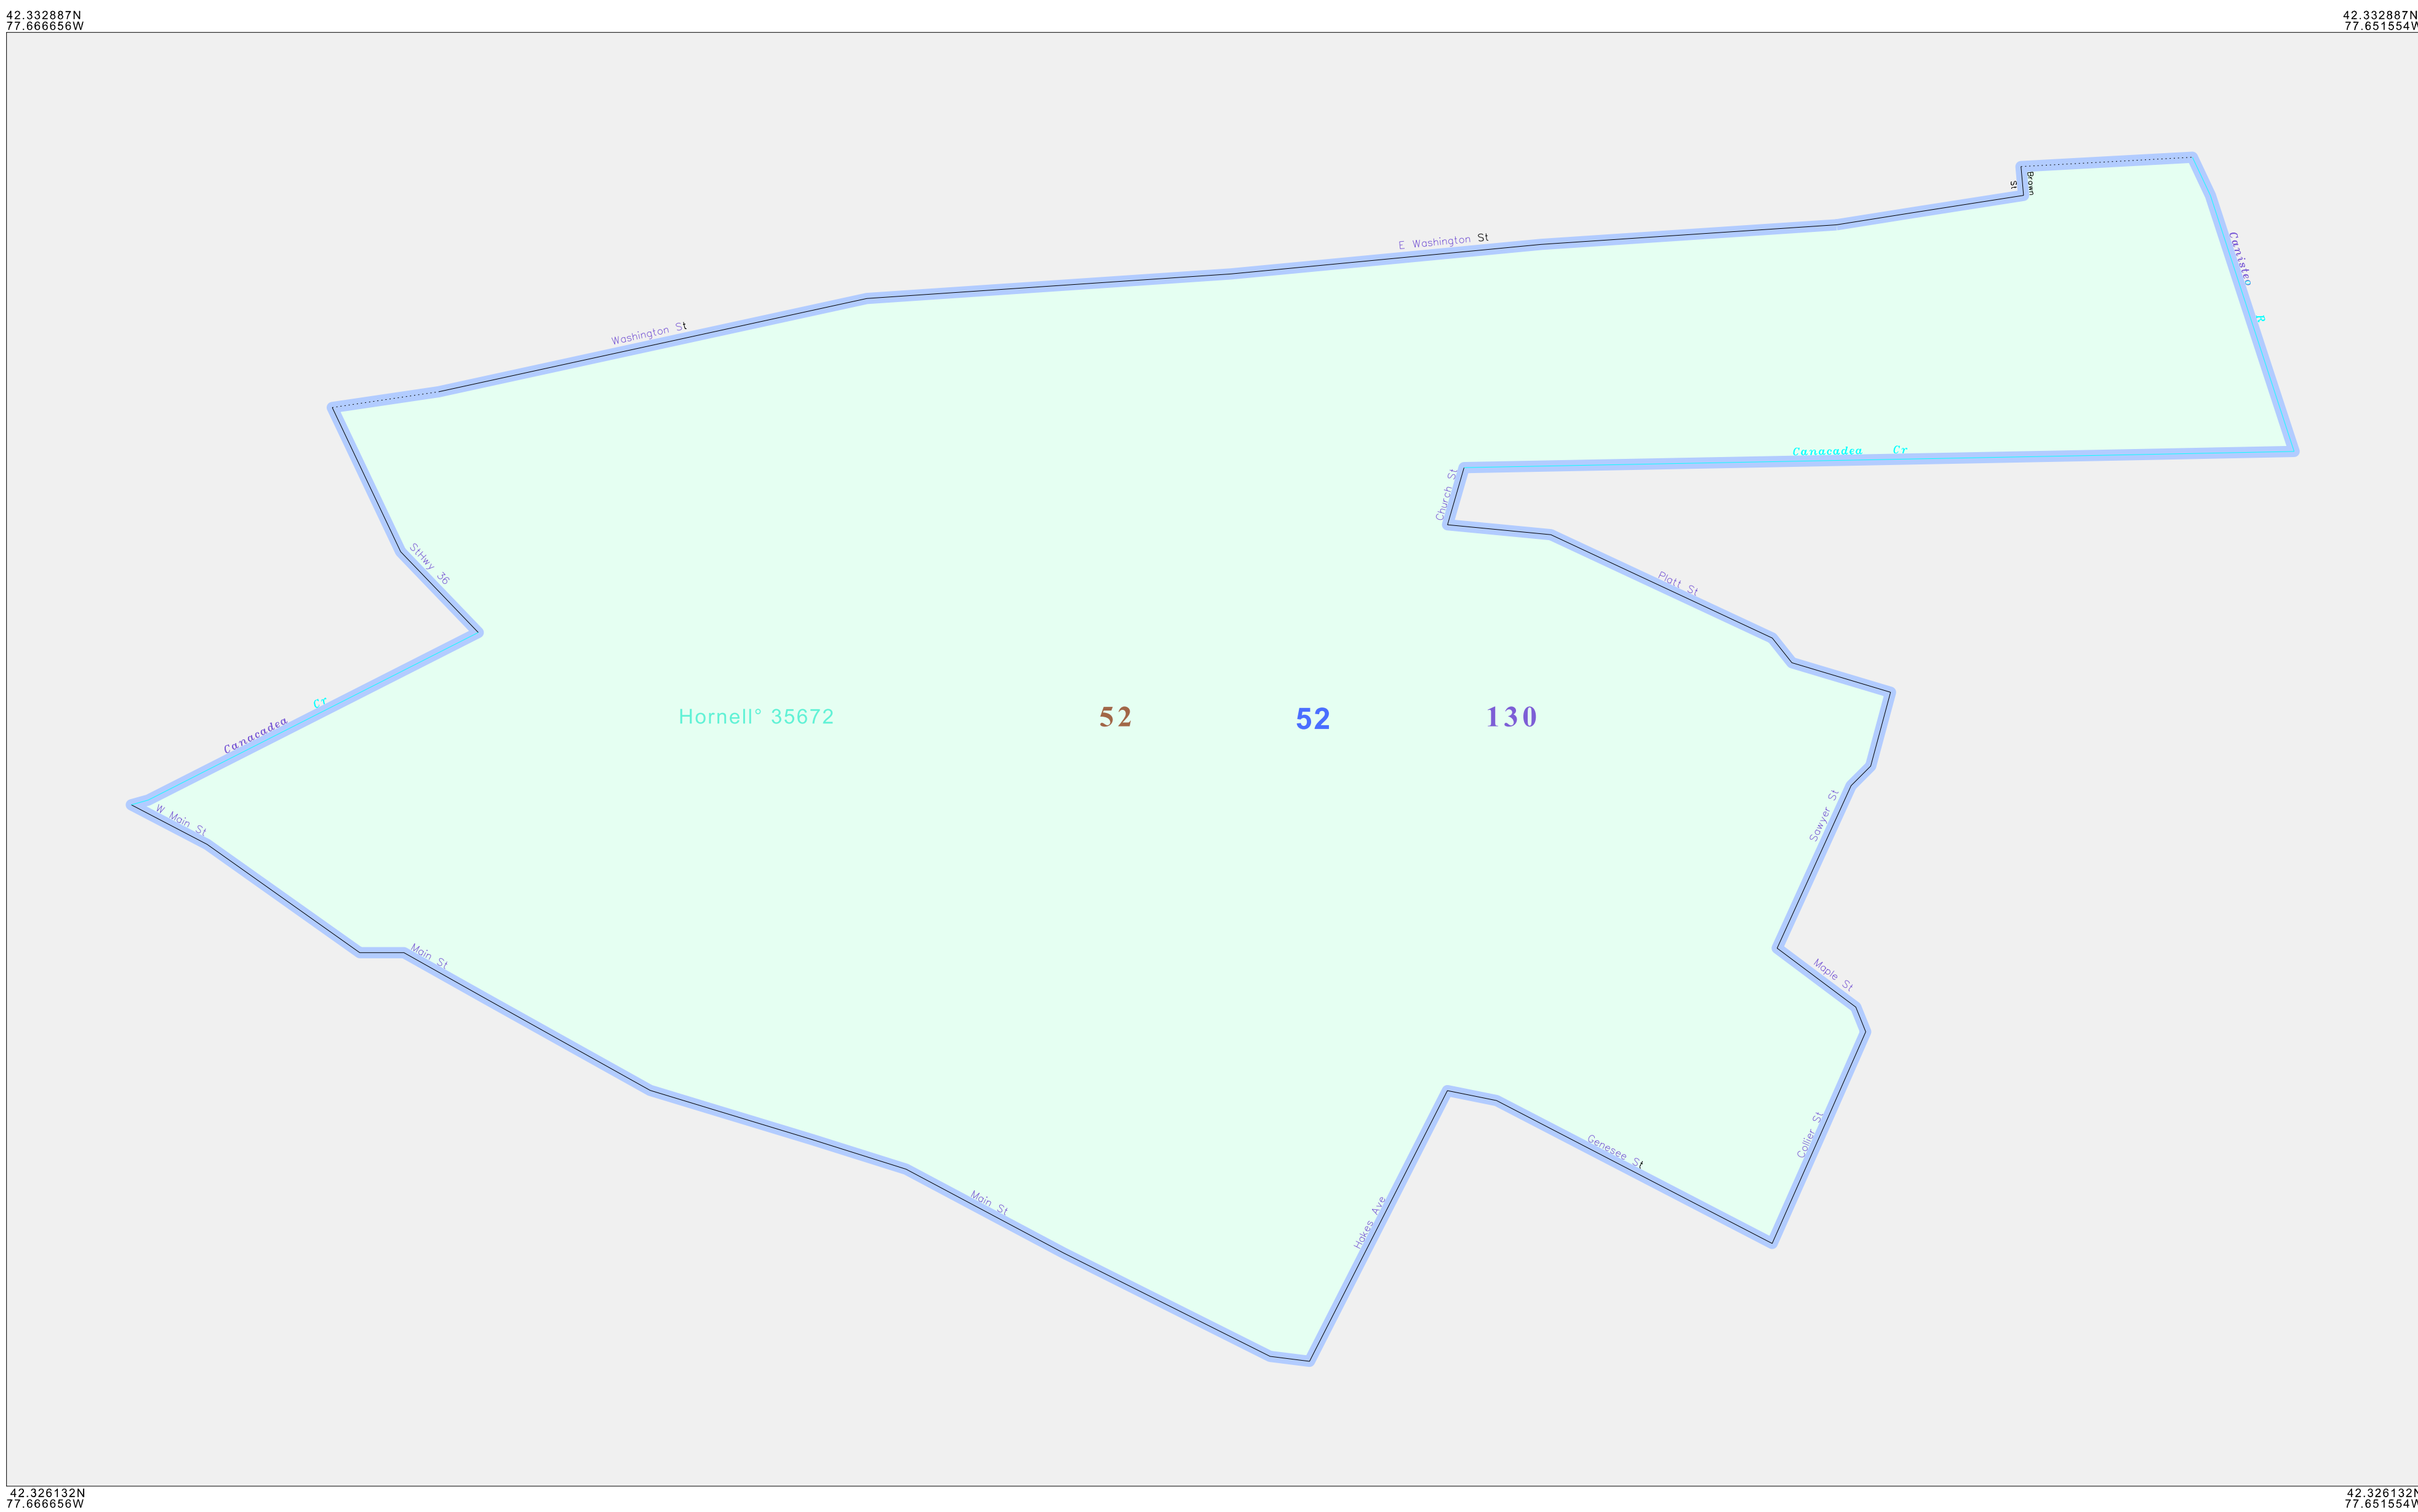 42.332887N
77.666656W
42.332887N
77.651554W
Brown
St
E Washington St
Canisteo
R
Washington St
Canacadea Cr
Church St
StHwy 36
Platt St
Canacadea
Cr
Hornell° 35672
52
52
130
W Main St
Sawyer St
Main St
Maple St
Collier St
Genesee St
Main St
Hakes Ave
42.326132N
77.666656W
42.326132N
77.651554W